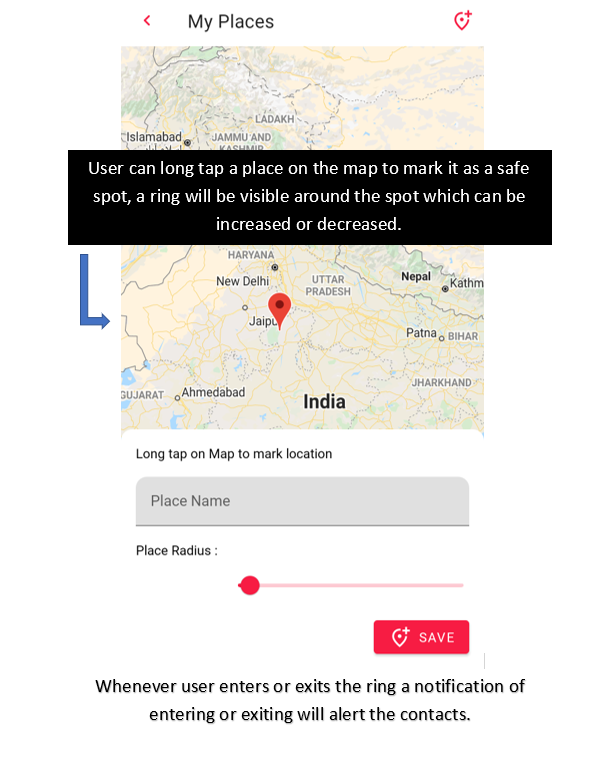 My Places
LADAKH
Islamabad
JAMMU AND
KASHMIR
User can long tap a place on the map to mark it as a safe
spot, a ring will be visible around the spot which can be
increased or decreased.
HARYANA
New Delhi
UTTAR
PRADESH
Nepal
Kathm
Jaipu
Patna
BIHAR
JHARKHAND
GUJARAT
Ahmedabad
India
Long tap on Map to mark location
Place Name
Place Radius :
SAVE
Whenever user enters or exits the ring a notification of
entering or exiting will alert the contacts.